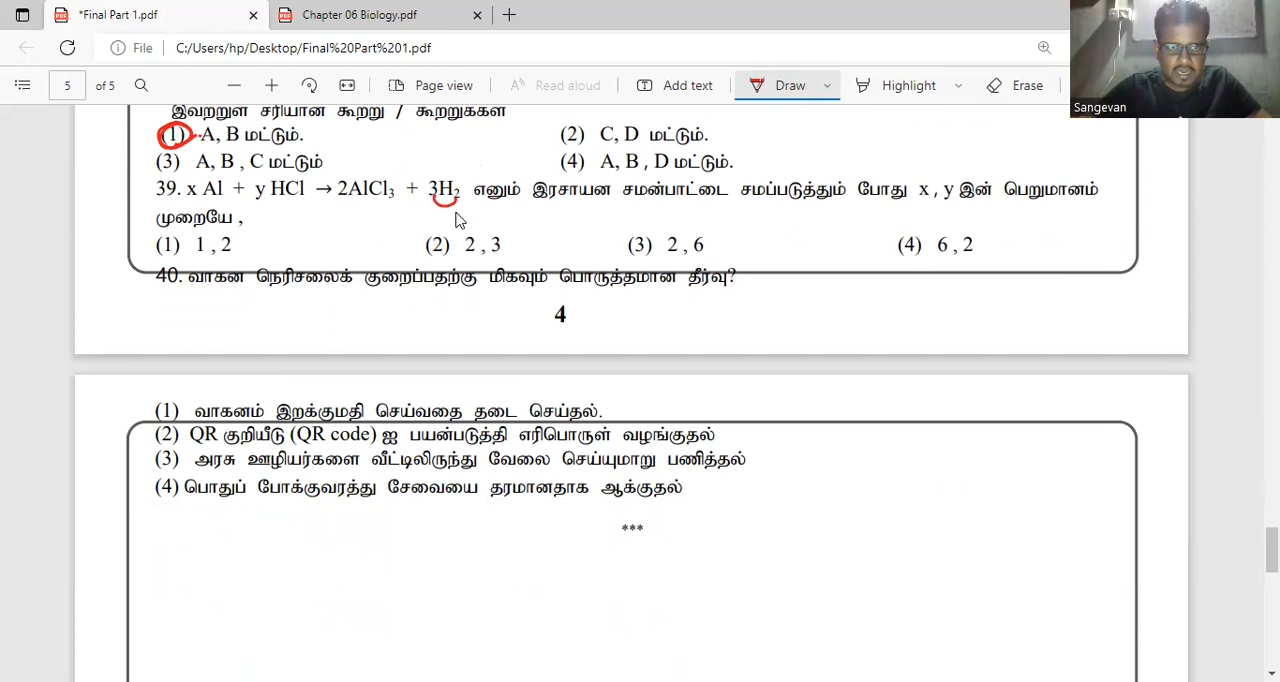 *Final Part 1.pdf
Chapter 06 Biology.pdf
File C:/Users/hp/Desktop/Final%20Part%201.pdf
5 of 5 Page view Read aloud Add text Draw Highlight Erase
Sangevan
இவற்றுள் சரியான கூற்று / கூற்றுக்கள்
(1) A, B மட்டும். (2) C, D மட்டும்.
(3) A, B , C மட்டும் (4) A, B , D மட்டும்.
39. x Al + y HCl → 2AlCl₃ + 3H₂ எனும் இரசாயன சமன்பாட்டை சமப்படுத்தும் போது x , y இன் பெறுமானம்
முறையே ,
(1) 1 , 2 (2) 2 , 3 (3) 2 , 6 (4) 6 , 2
40. வாகன நெரிசலைக் குறைப்பதற்கு மிகவும் பொருத்தமான தீர்வு?
4
(1) வாகனம் இறக்குமதி செய்வதை தடை செய்தல்.
(2) QR குறியீடு (QR code) ஐ பயன்படுத்தி எரிபொருள் வழங்குதல்
(3) அரசு ஊழியர்களை வீட்டிலிருந்து வேலை செய்யுமாறு பணித்தல்
(4) பொதுப் போக்குவரத்து சேவையை தரமானதாக ஆக்குதல்
***